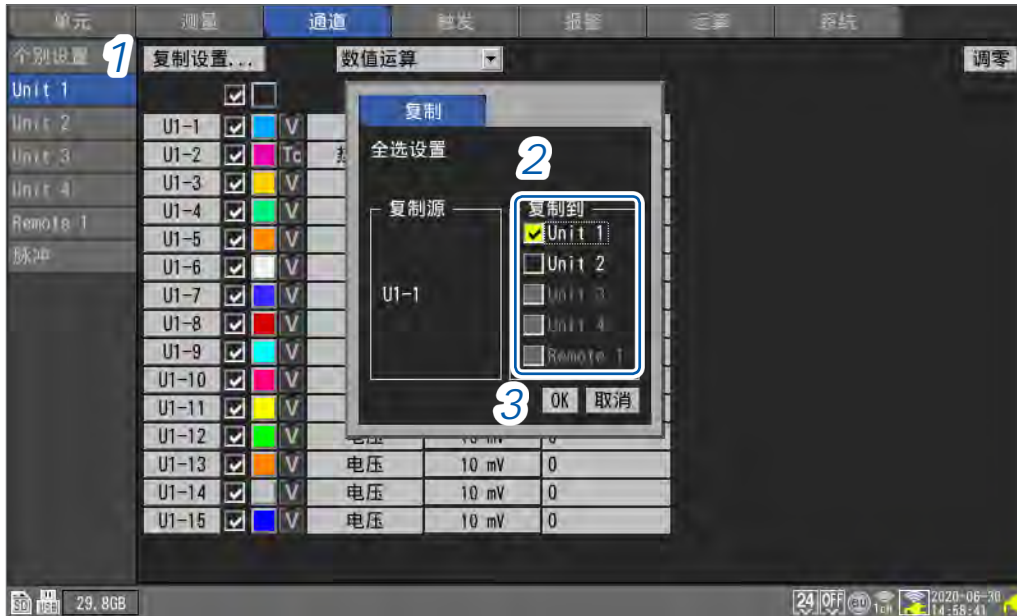 单元 测量 通道 触发 报警 运算 系统
个别设置 1 复制设置... 数值运算 调零
Unit 1
Unit 2
Unit 3
Unit 4
Remote 1
脉冲
复制
全选设置
2
复制源
U1-1
复制到
Unit 1
Unit 2
Unit 3
Unit 4
Remote 1
3 OK 取消
U1-1 V
U1-2 Tc
U1-3 V
U1-4 V
U1-5 V
U1-6 V
U1-7 V
U1-8 V
U1-9 V
U1-10 V
U1-11 V
U1-12 V 电压 10 mV 0
U1-13 V 电压 10 mV 0
U1-14 V 电压 10 mV 0
U1-15 V 电压 10 mV 0
SD USB 29.8GB 24 OFF 1ch 2020-06-30
14:58:41